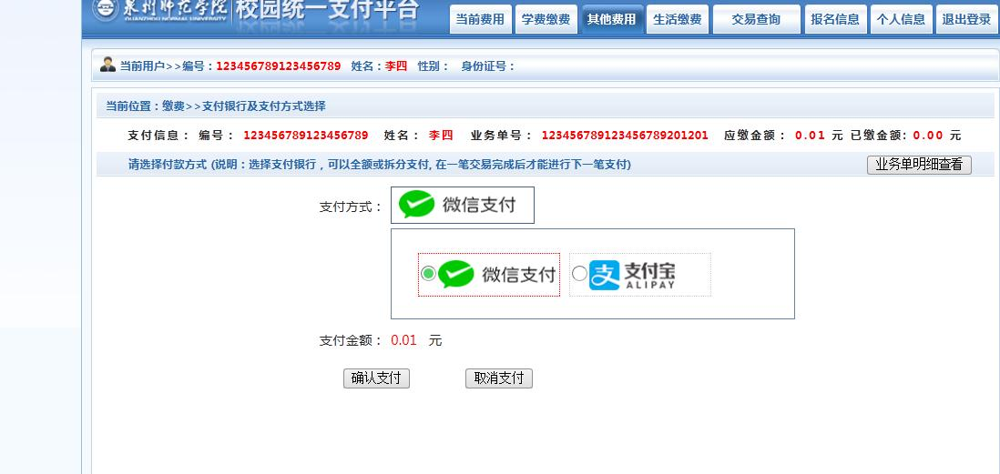 泉州师范学院 校园统一支付平台
QUANZHOU NORMAL UNIVERSITY
当前费用 学费缴费 其他费用 生活缴费 交易查询 报名信息 个人信息 退出登录
当前用户>>编号：123456789123456789 姓名：李四 性别： 身份证号：
当前位置：缴费>>支付银行及支付方式选择
支付信息： 编号： 123456789123456789 姓名： 李四 业务单号： 123456789123456789201201 应缴金额： 0.01 元 已缴金额: 0.00 元
请选择付款方式 (说明：选择支付银行，可以全额或拆分支付, 在一笔交易完成后才能进行下一笔支付) 业务单明细查看
支付方式： 微信支付
微信支付 支 支付宝
ALIPAY
支付金额： 0.01 元
确认支付 取消支付